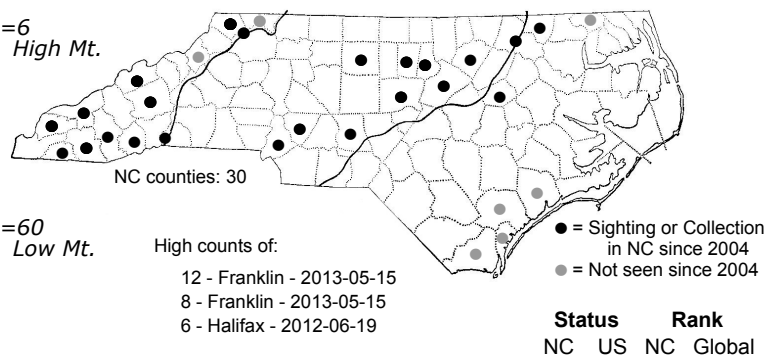 =6
High Mt.
NC counties: 30
=60
Low Mt.
High counts of:
12 - Franklin - 2013-05-15
8 - Franklin - 2013-05-15
6 - Halifax - 2012-06-19
= Sighting or Collection
in NC since 2004
= Not seen since 2004
Status Rank
NC US NC Global